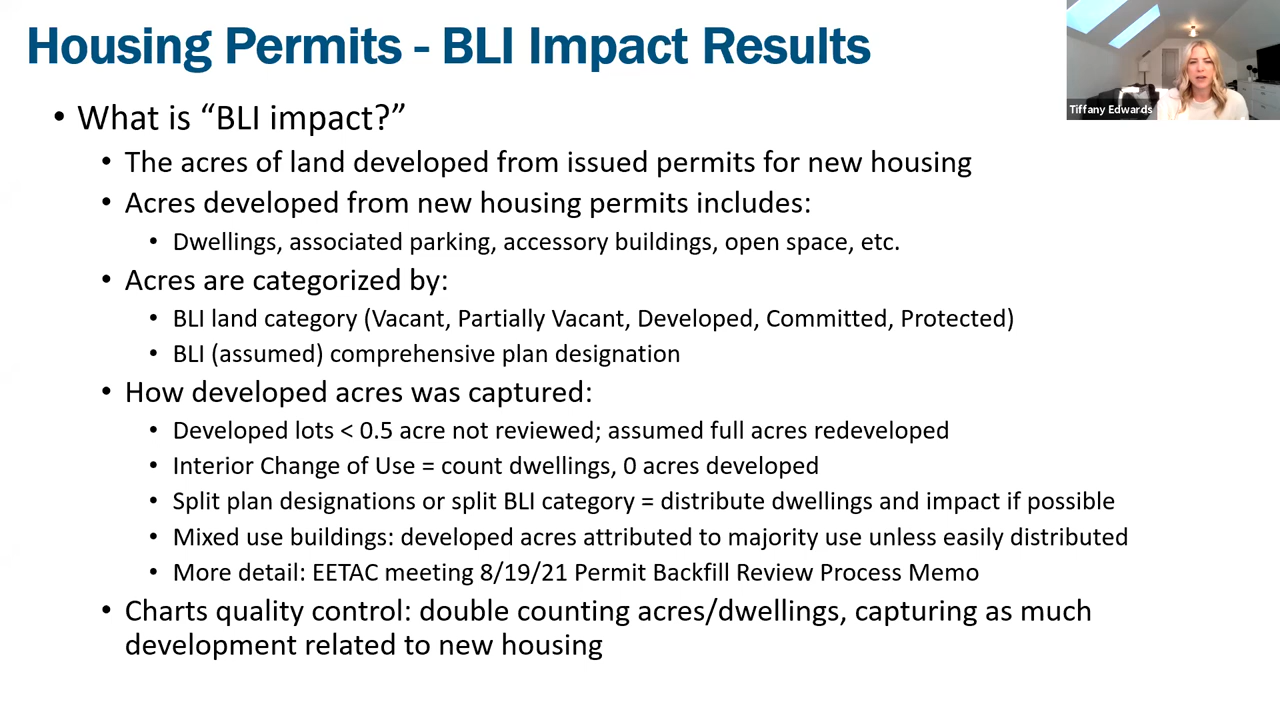 Housing Permits - BLI Impact Results
Tiffany Edwards
• What is “BLI impact?”
• The acres of land developed from issued permits for new housing
• Acres developed from new housing permits includes:
• Dwellings, associated parking, accessory buildings, open space, etc.
• Acres are categorized by:
• BLI land category (Vacant, Partially Vacant, Developed, Committed, Protected)
• BLI (assumed) comprehensive plan designation
• How developed acres was captured:
• Developed lots < 0.5 acre not reviewed; assumed full acres redeveloped
• Interior Change of Use = count dwellings, 0 acres developed
• Split plan designations or split BLI category = distribute dwellings and impact if possible
• Mixed use buildings: developed acres attributed to majority use unless easily distributed
• More detail: EETAC meeting 8/19/21 Permit Backfill Review Process Memo
• Charts quality control: double counting acres/dwellings, capturing as much
development related to new housing